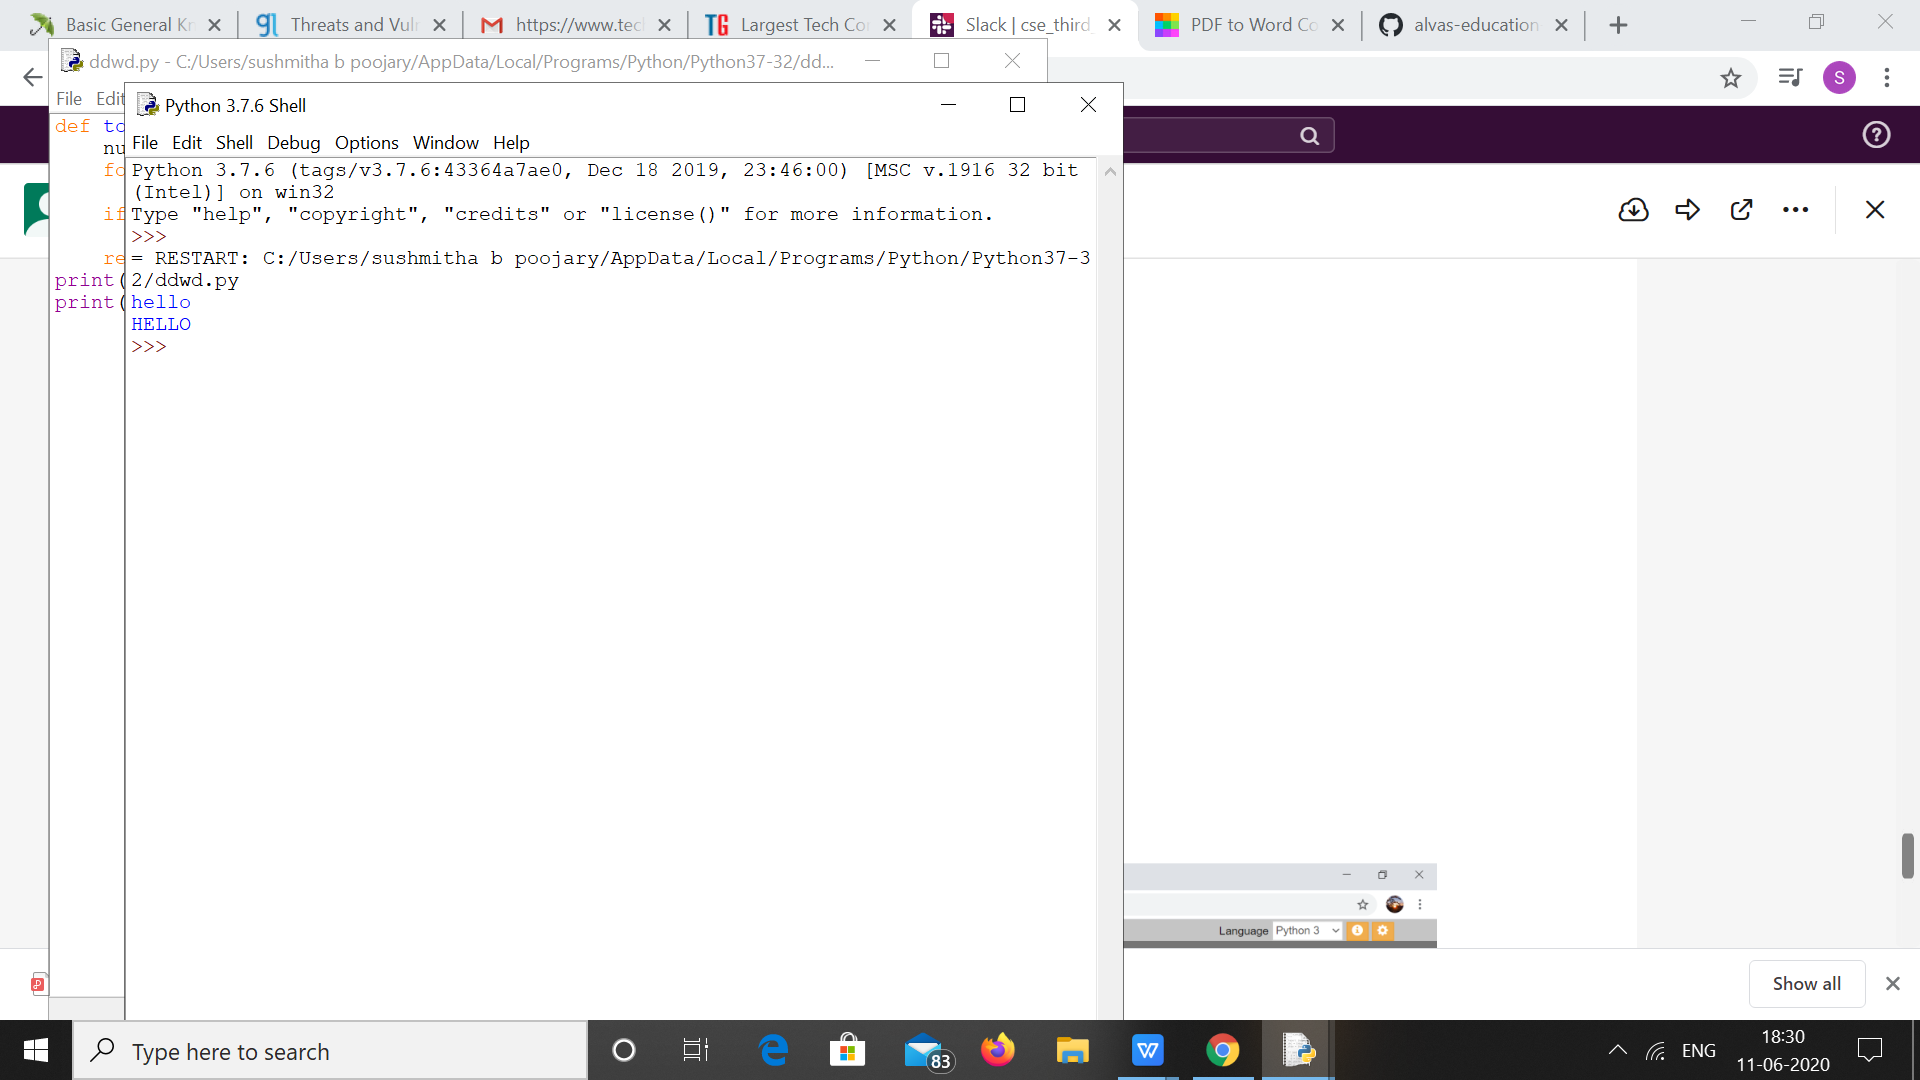 Basic General Kn
Threats and Vuln
https://www.tec
TG Largest Tech Co
Slack | cse_third_
PDF to Word Co
alvas-education
ddwd.py - C:/Users/sushmitha b poojary/AppData/Local/Programs/Python/Python37-32/dd...
S
File Edit
Python 3.7.6 Shell
File Edit Shell Debug Options Window Help
def to
nu
fo
if
re
print(
print(
Python 3.7.6 (tags/v3.7.6:43364a7ae0, Dec 18 2019, 23:46:00) [MSC v.1916 32 bit
(Intel)] on win32
Type "help", "copyright", "credits" or "license()" for more information.
>>>
= RESTART: C:/Users/sushmitha b poojary/AppData/Local/Programs/Python/Python37-3
2/ddwd.py
hello
HELLO
>>>
Language Python 3
Show all
Type here to search
83
ENG
18:30
11-06-2020